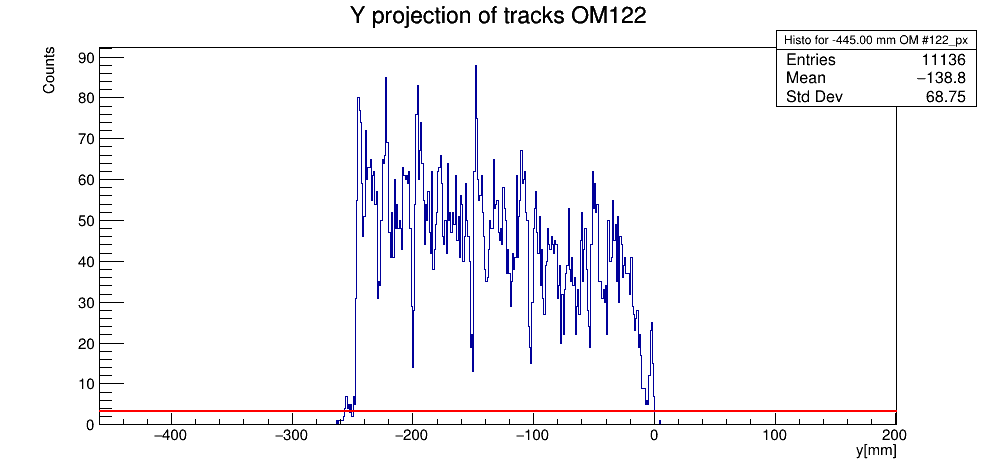 Y projection of tracks OM122
Histo for -445.00 mm OM #122_px
Entries 11136
Mean −138.8
Std Dev 68.75
Counts
90
80
70
60
50
40
30
20
10
0
−400 −300 −200 −100 0 100 200
y[mm]